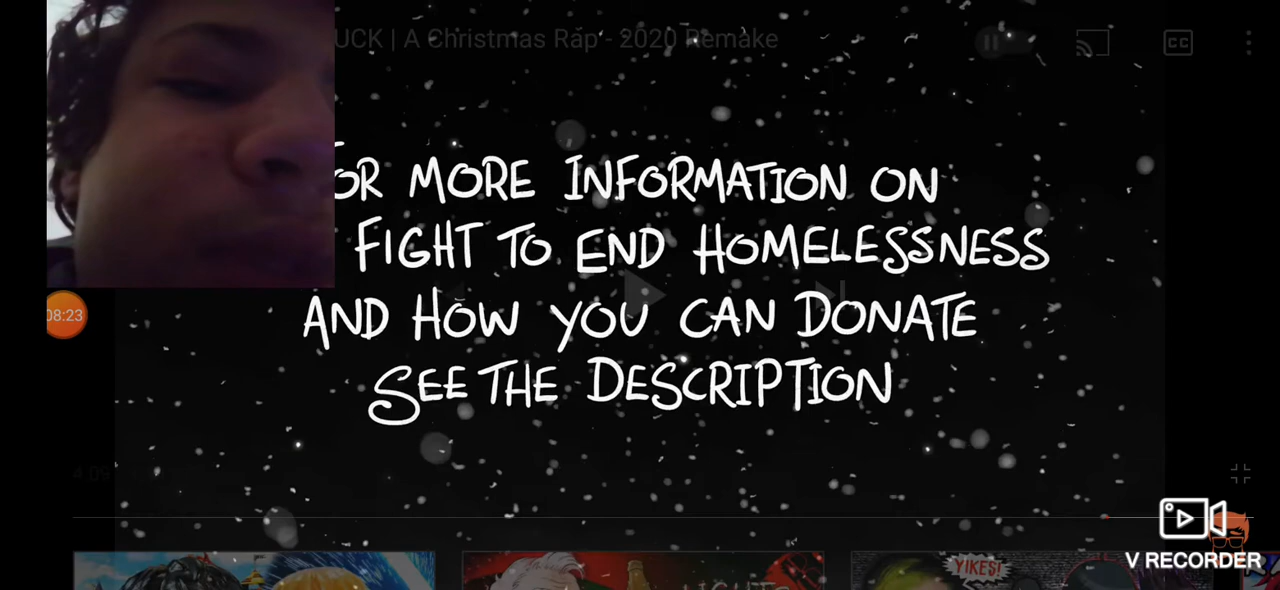 UCK | A Christmas Rap - 2020 Remake
CC
OR MORE INFORMATION ON
FIGHT TO END HOMELESSNESS
AND HOW YOU CAN DONATE
SEE THE DESCRIPTION
08:23
YIKES!
V RECORDER